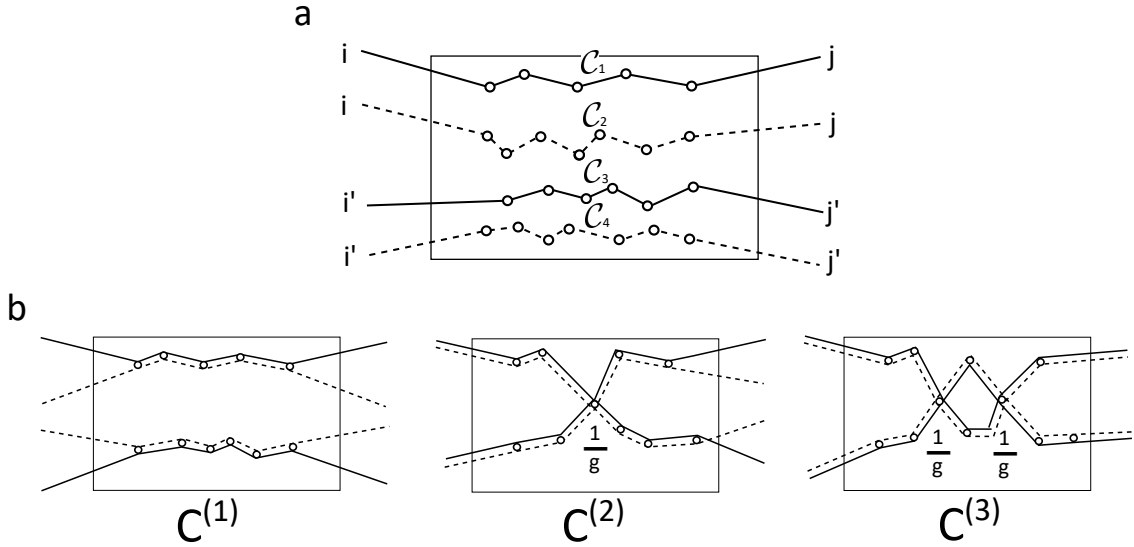 a
i
𝒞1
j
i
𝒞2
j
𝒞3
i'
j'
𝒞4
i'
j'
b
1
g
1
g
1
g
C(1)
C(2)
C(3)